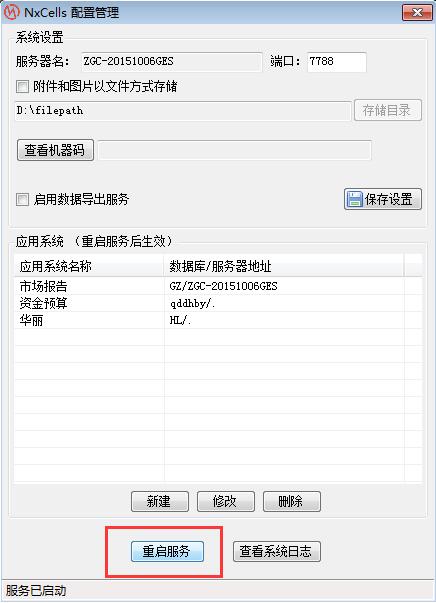 NxCells 配置管理
系统设置
服务器名： ZGC-20151006GES 端口： 7788
附件和图片以文件方式存储
D:\filepath 存储目录
查看机器码
启用数据导出服务 保存设置
应用系统 （重启服务后生效）
应用系统名称 数据库/服务器地址
市场报告 GZ/ZGC-20151006GES
资金预算 qddhby/.
华丽 HL/.
新建 修改 删除
重启服务 查看系统日志
服务已启动